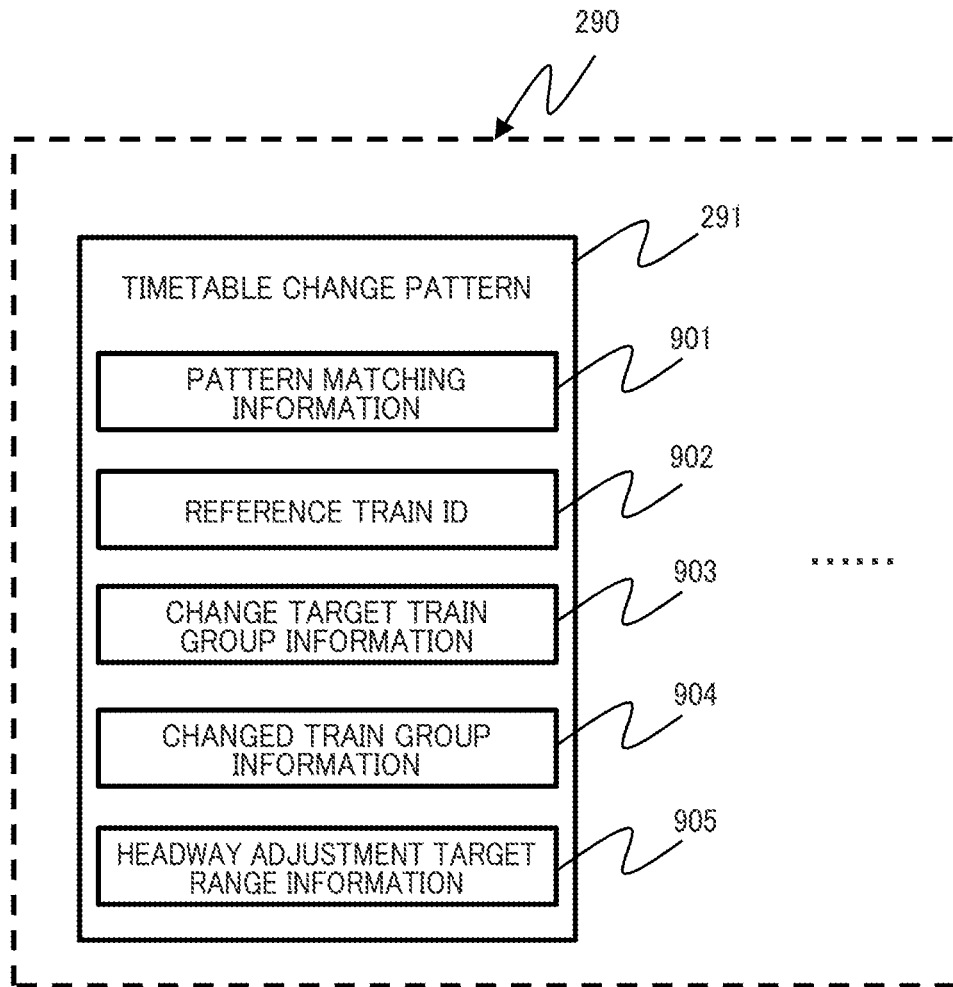 290
291
TIMETABLE CHANGE PATTERN
901
PATTERN MATCHING
INFORMATION
902
REFERENCE TRAIN ID
903
CHANGE TARGET TRAIN
GROUP INFORMATION
904
CHANGED TRAIN GROUP
INFORMATION
905
HEADWAY ADJUSTMENT TARGET
RANGE INFORMATION
......